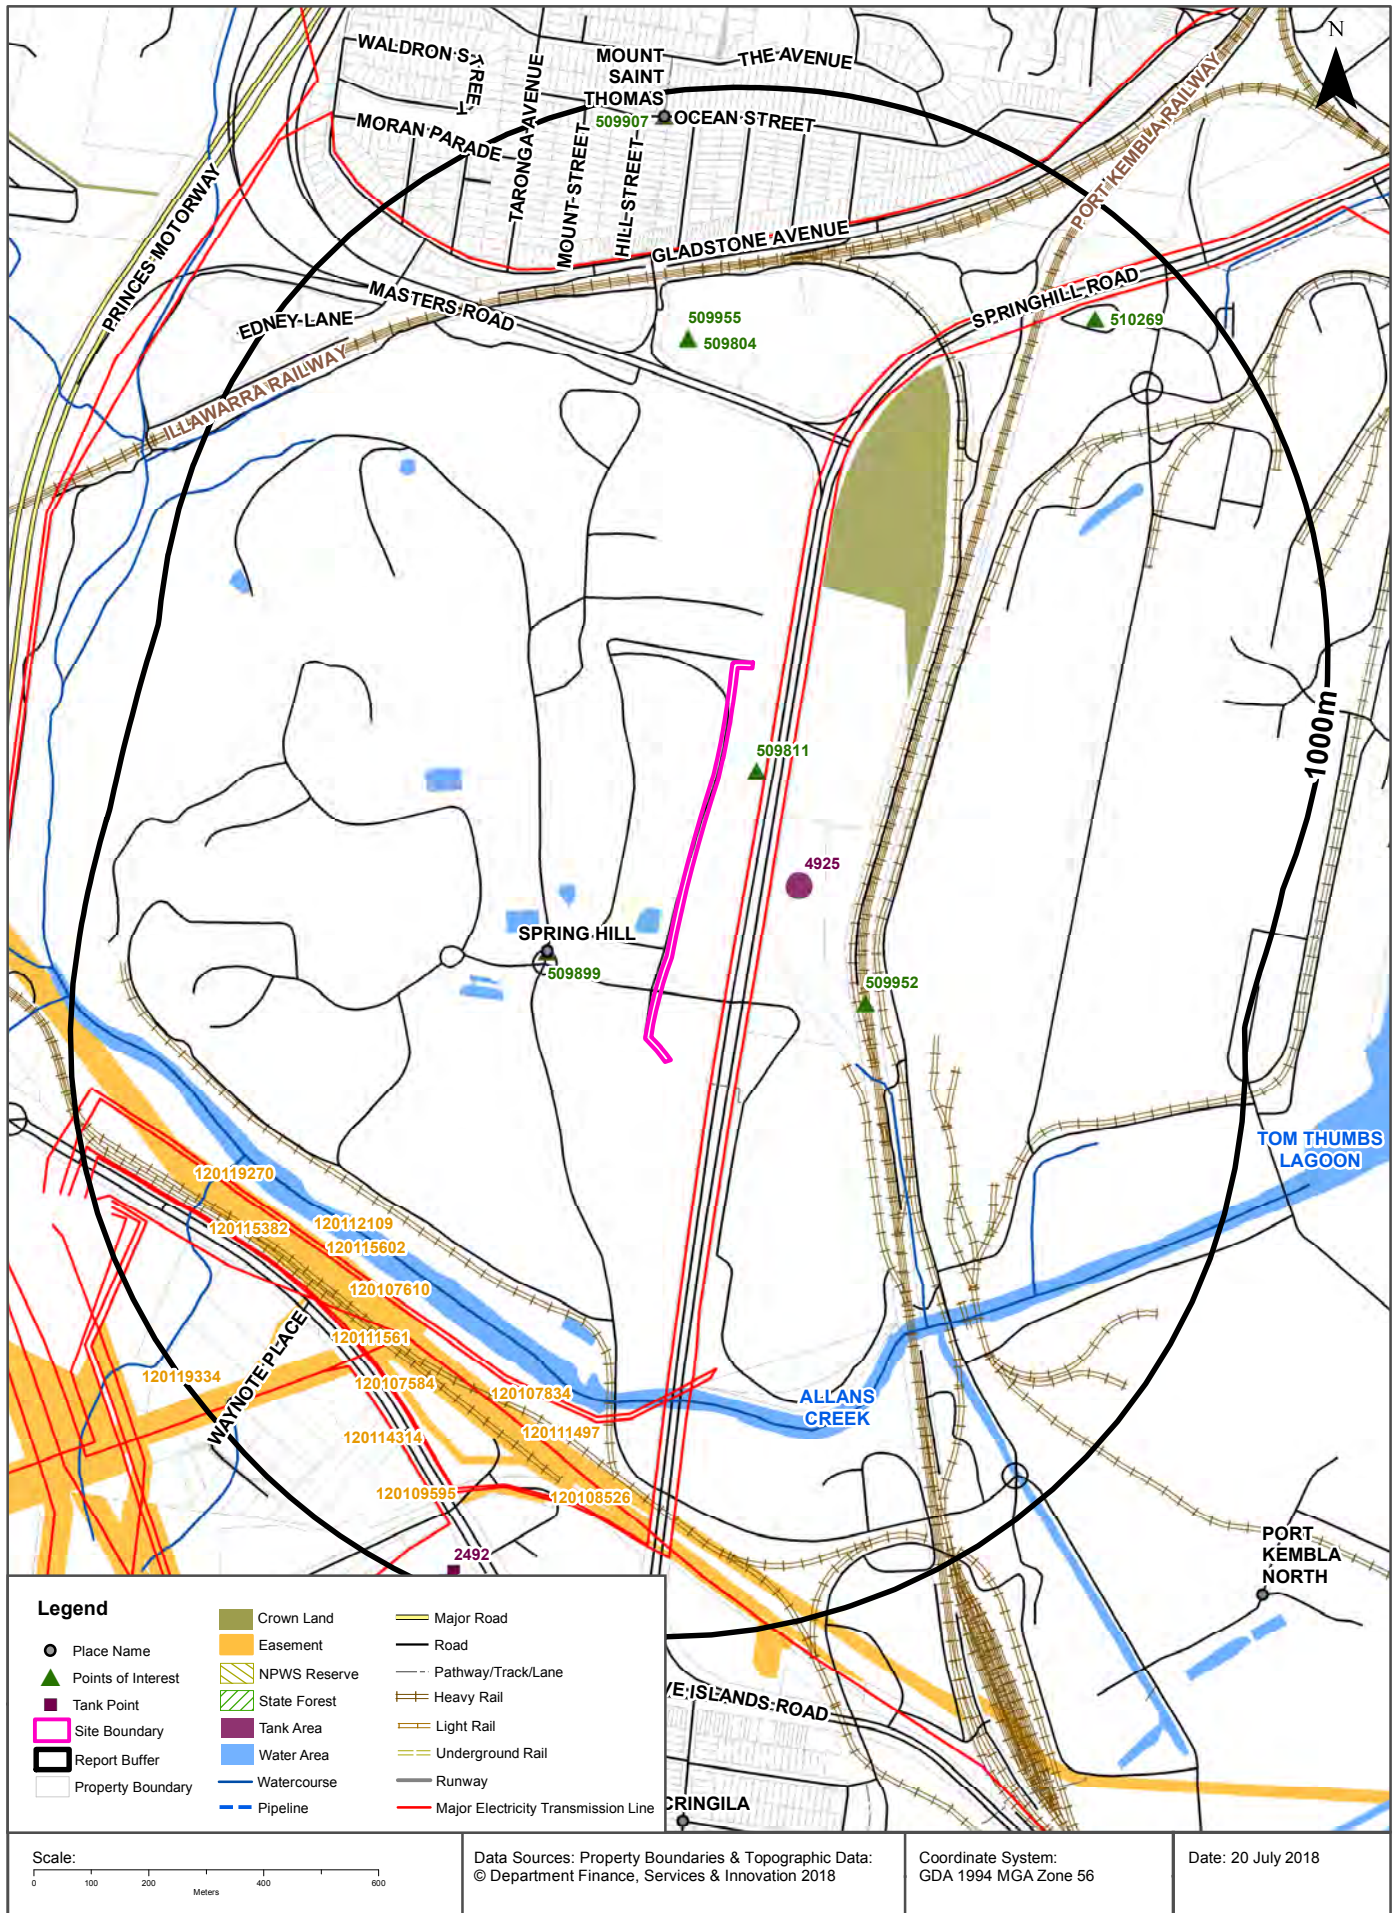 N
WALDRON STREET
MOUNT
SAINT
THOMAS
THE AVENUE
509907
OCEAN STREET
MORAN PARADE
TARONGA AVENUE
MOUNT STREET
HILL STREET
GLADSTONE AVENUE
PORT KEMBLA RAILWAY
PRINCES MOTORWAY
MASTERS ROAD
EDNEY LANE
SPRINGHILL ROAD
ILLAWARRA RAILWAY
509955
509804
510269
1000m
509811
4925
SPRING HILL
509899
509952
TOM THUMBS
LAGOON
120119270
120115382
120112109
120115602
120107610
120111561
120119334
WAYNOTE PLACE
120107584
120107834
120114314
120111497
ALLANS
CREEK
120109595
120108526
2492
PORT
KEMBLA
NORTH
VE ISLANDS ROAD
CRINGILA
Legend
Place Name
Points of Interest
Tank Point
Site Boundary
Report Buffer
Property Boundary
Crown Land
Easement
NPWS Reserve
State Forest
Tank Area
Water Area
Watercourse
Pipeline
Major Road
Road
Pathway/Track/Lane
Heavy Rail
Light Rail
Underground Rail
Runway
Major Electricity Transmission Line
Scale:
0 100 200 400 600
Meters
Data Sources: Property Boundaries & Topographic Data:
© Department Finance, Services & Innovation 2018
Coordinate System:
GDA 1994 MGA Zone 56
Date: 20 July 2018